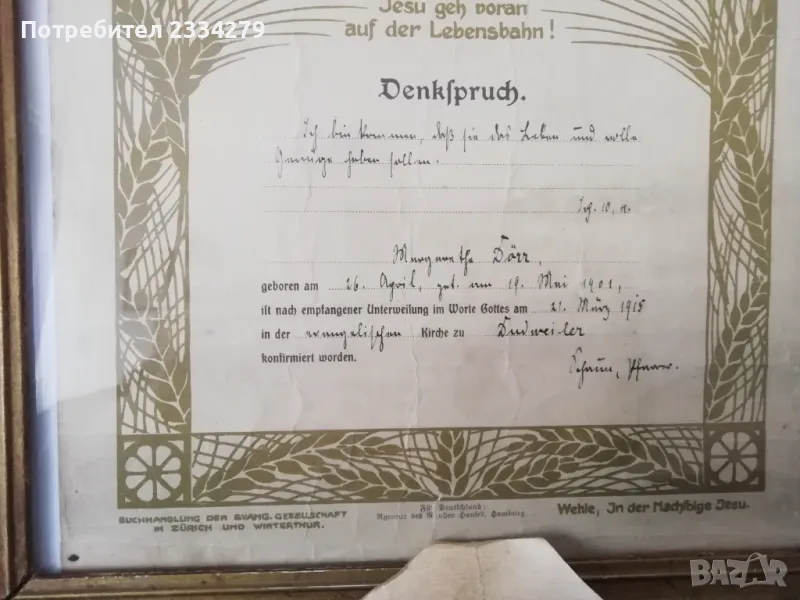 Потребител 2334279
Jesu geh voran
auf der Lebensbahn!
Denkspruch.
Ich bin kommen, daß sie das Leben und volle
Genüge haben sollen.
Joh. 10, 11.
Margarethe Dörr,
geboren am 26. April, get. am 19. Mai 1901,
ist nach empfangener Unterweisung im Worte Gottes am 21. März 1915
in der evangelischen Kirche zu Dudweiler
konfirmiert worden.
Pfarrer.
BUCHHANDLUNG DER EVANG. GESELLSCHAFT
IN ZÜRICH UND WINTERTHUR.
Für Deutschland:
Agentur des Rauhen Hauses, Hamburg.
Wehle, In der Nachfolge Jesu.
BAZAR